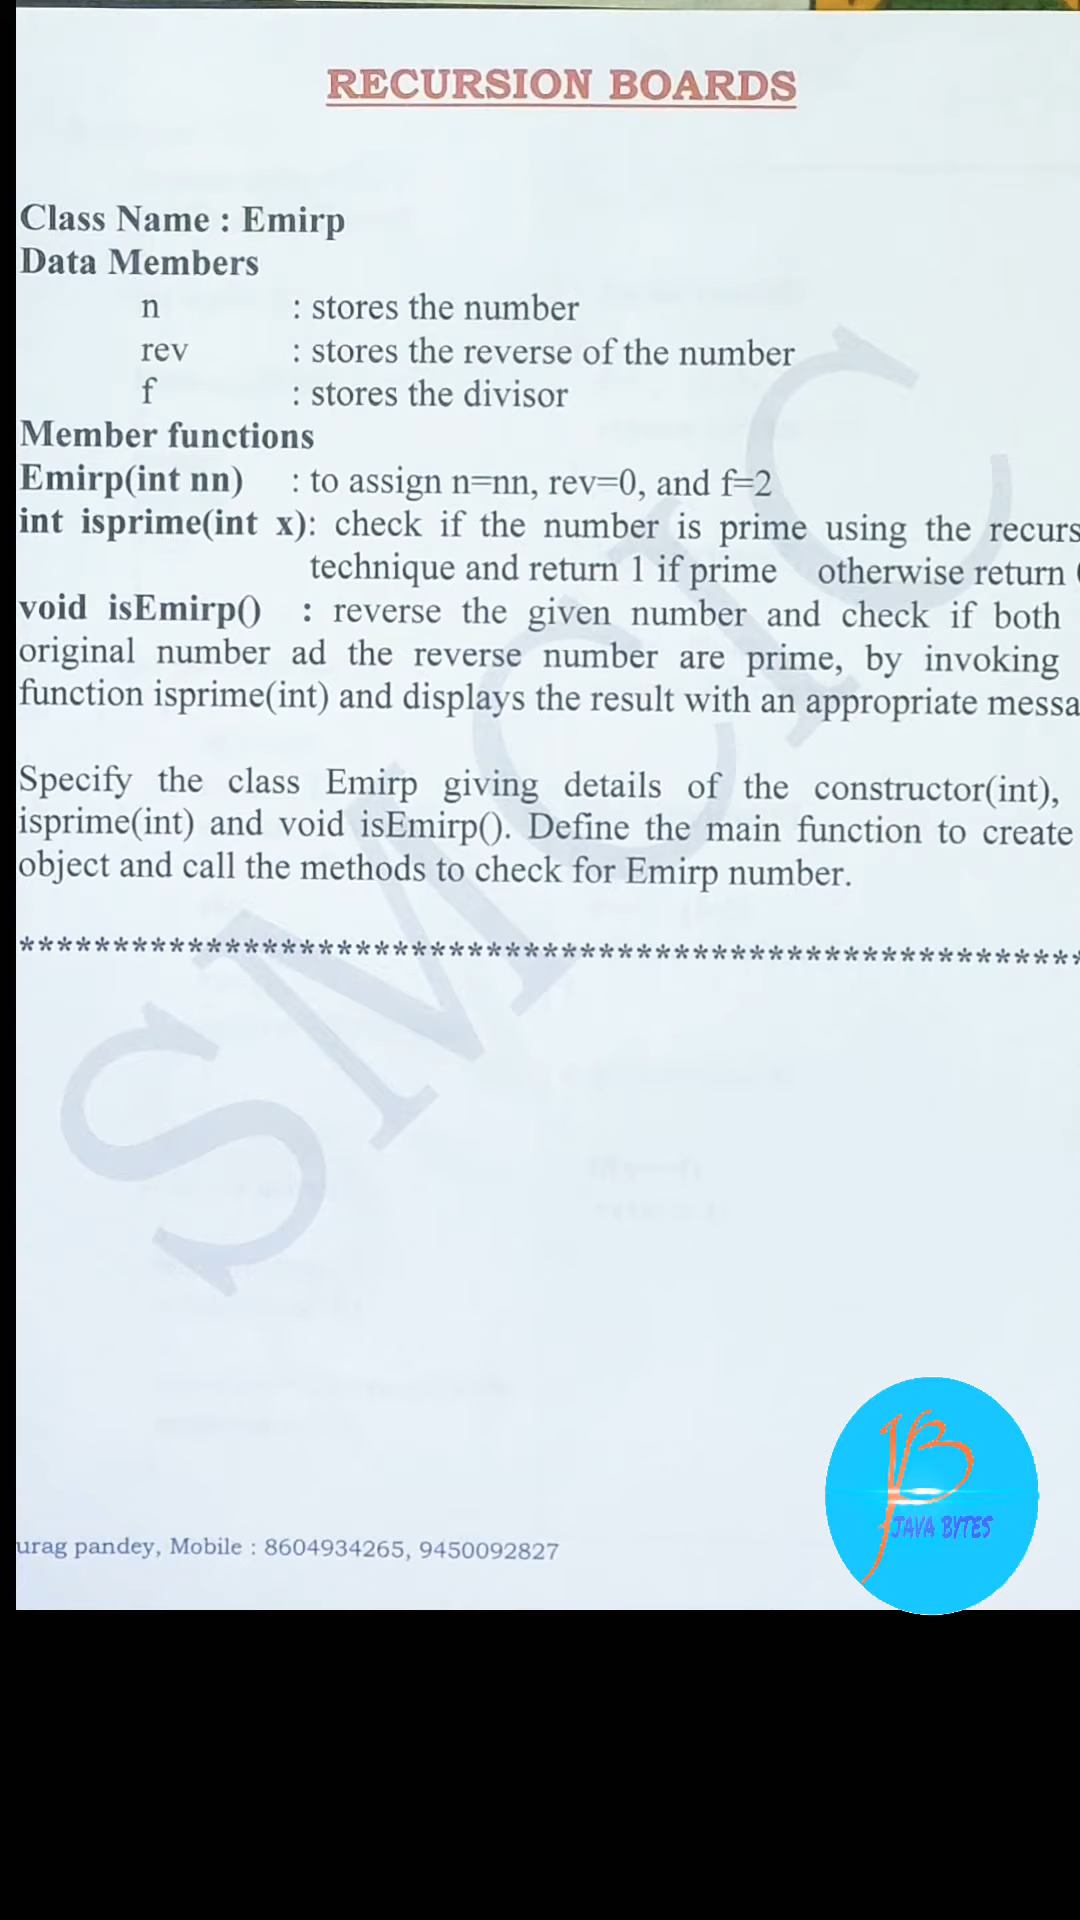 RECURSION BOARDS
Class Name : Emirp
Data Members
n : stores the number
rev : stores the reverse of the number
f : stores the divisor
Member functions
Emirp(int nn) : to assign n=nn, rev=0, and f=2
int isprime(int x): check if the number is prime using the recurs
technique and return 1 if prime otherwise return
void isEmirp() : reverse the given number and check if both
original number ad the reverse number are prime, by invoking
function isprime(int) and displays the result with an appropriate messa
Specify the class Emirp giving details of the constructor(int),
isprime(int) and void isEmirp(). Define the main function to create
object and call the methods to check for Emirp number.
*********************************************************
SMCIC
urag pandey, Mobile : 8604934265, 9450092827
JB
JAVA BYTES